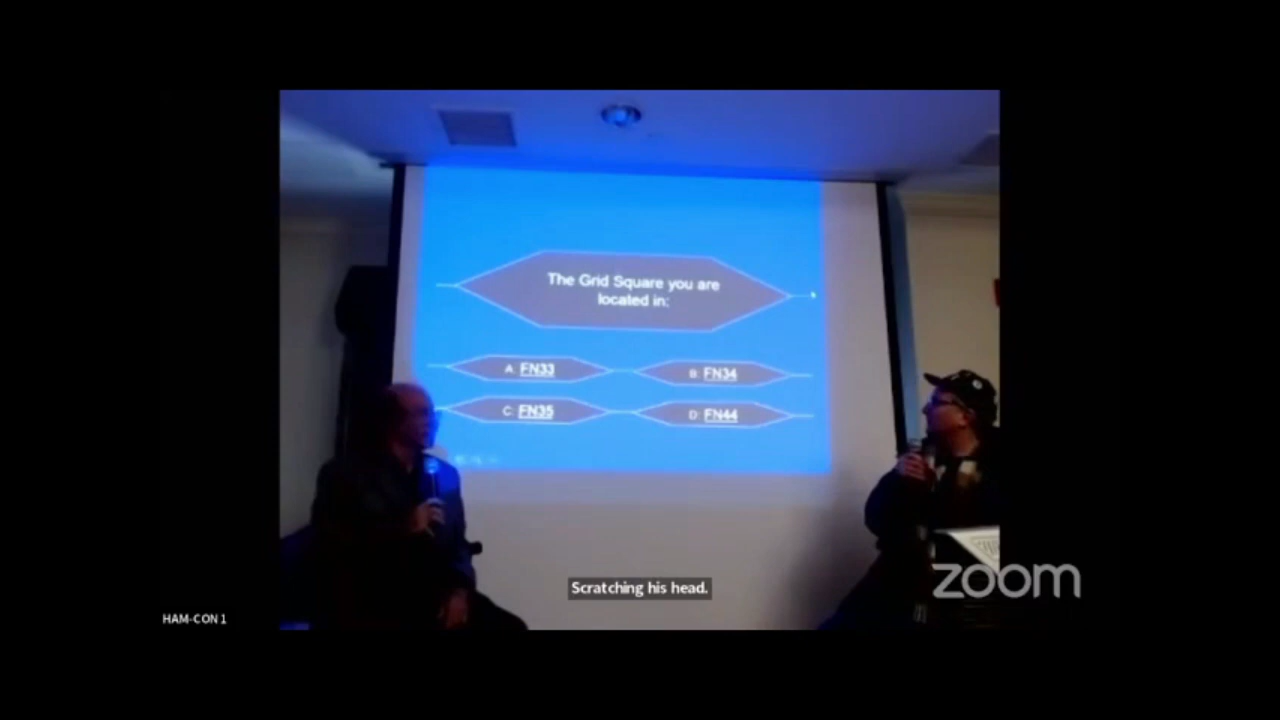 The Grid Square you are
located in:
A: FN33
B: FN34
C: FN35
D: FN44
Scratching his head.
zoom
HAM-CON 1